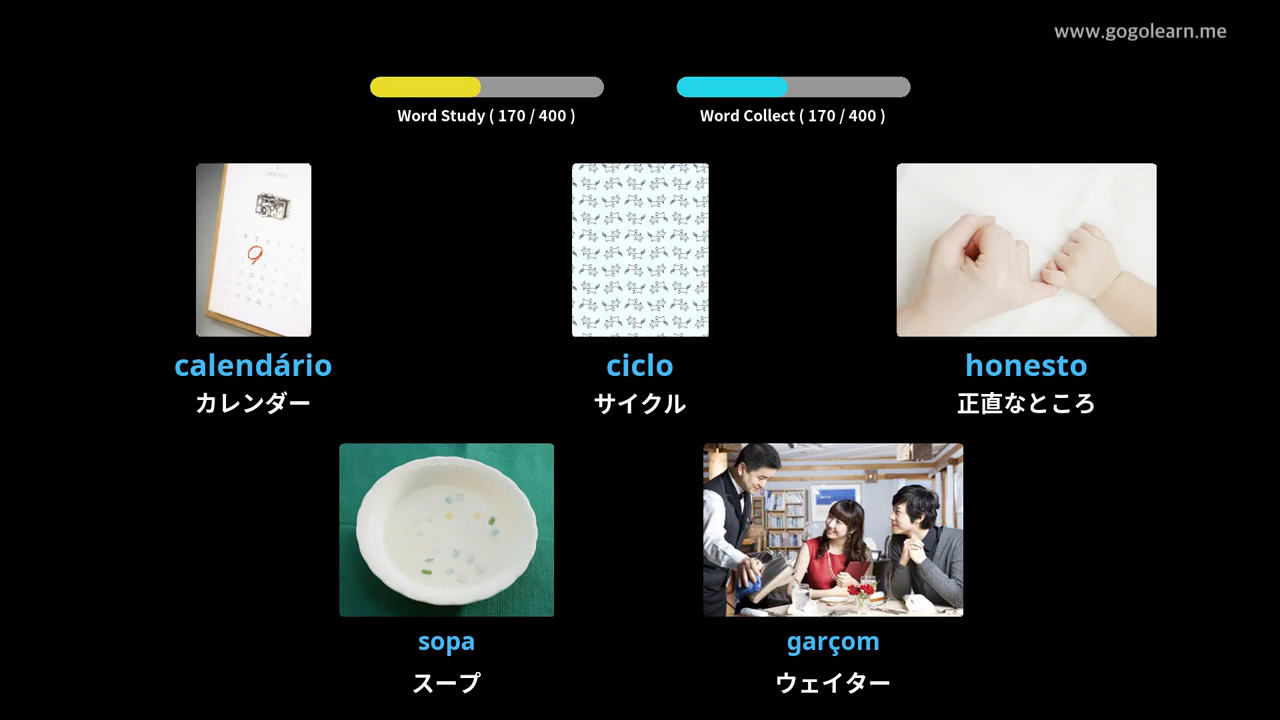 www.gogolearn.me
Word Study ( 170 / 400 )
Word Collect ( 170 / 400 )
calendário
カレンダー
ciclo
サイクル
honesto
正直なところ
sopa
スープ
garçom
ウェイター